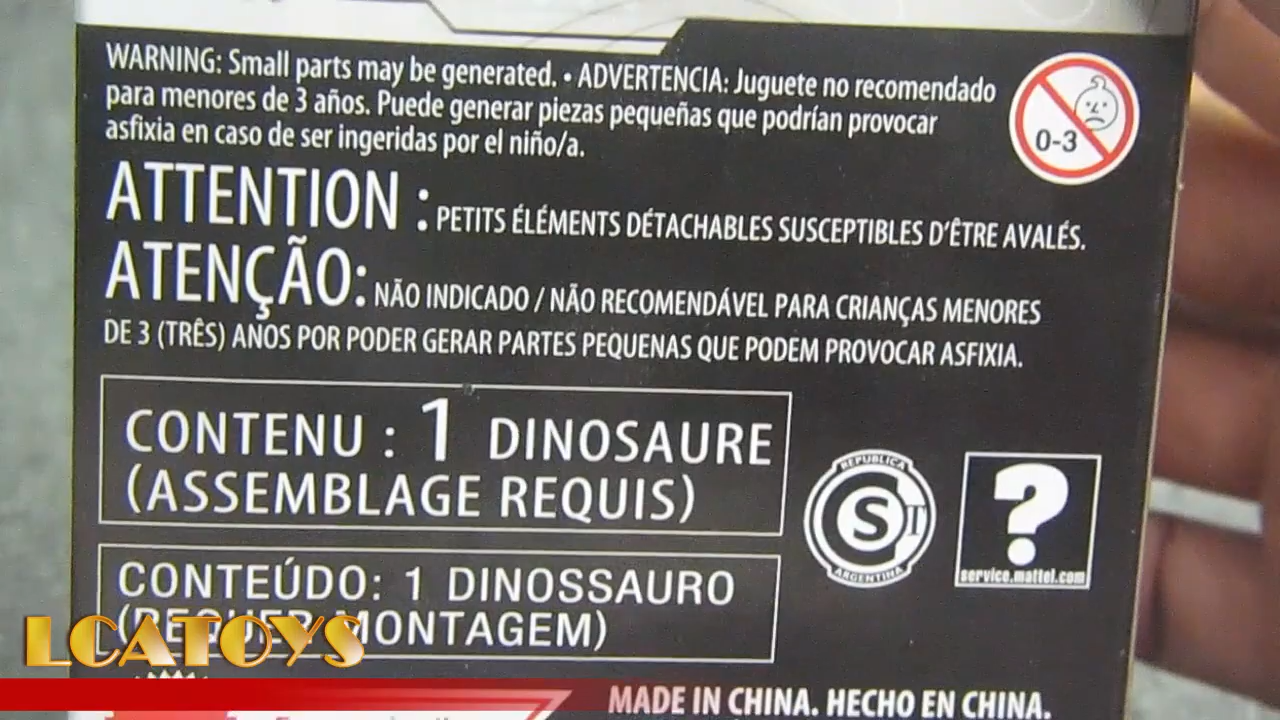 WARNING: Small parts may be generated. • ADVERTENCIA: Juguete no recomendado
para menores de 3 años. Puede generar piezas pequeñas que podrían provocar
asfixia en caso de ser ingeridas por el niño/a.
0-3
ATTENTION : PETITS ÉLÉMENTS DÉTACHABLES SUSCEPTIBLES D'ÊTRE AVALÉS.
ATENÇÃO: NÃO INDICADO / NÃO RECOMENDÁVEL PARA CRIANÇAS MENORES
DE 3 (TRÊS) ANOS POR PODER GERAR PARTES PEQUENAS QUE PODEM PROVOCAR ASFIXIA.
CONTENU : 1 DINOSAURE
(ASSEMBLAGE REQUIS)
REPUBLICA
S II
ARGENTINA
?
service.mattel.com
CONTEÚDO: 1 DINOSSAURO
(REQUER MONTAGEM)
LCATOYS
MADE IN CHINA. HECHO EN CHINA.